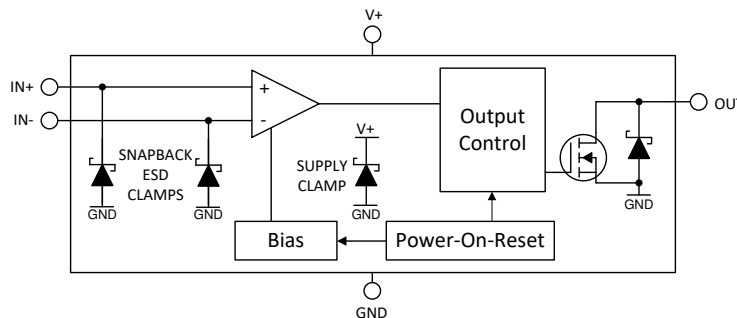 V+
IN+
IN-
+
-
SNAPBACK
ESD
CLAMPS
GND
GND
V+
SUPPLY
CLAMP
GND
Output
Control
OUT
GND
Bias
Power-On-Reset
GND